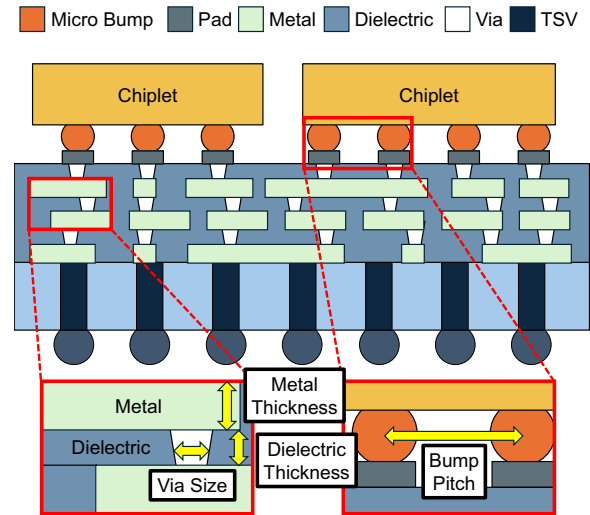 Micro Bump Pad Metal Dielectric Via TSV
Chiplet Chiplet
Metal
Thickness
Metal
Dielectric
Dielectric
Thickness
Via Size
Bump
Pitch